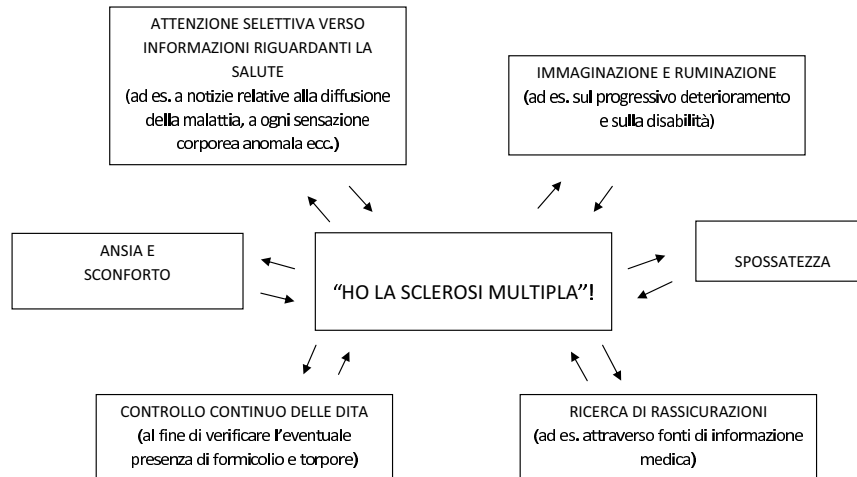 ATTENZIONE SELETTIVA VERSO
INFORMAZIONI RIGUARDANTI LA
SALUTE
(ad es. a notizie relative alla diffusione
della malattia, a ogni sensazione
corporea anomala ecc.)
IMMAGINAZIONE E RUMINAZIONE
(ad es. sul progressivo deterioramento
e sulla disabilità)
ANSIA E
SCONFORTO
“HO LA SCLEROSI MULTIPLA”!
SPOSSATEZZA
CONTROLLO CONTINUO DELLE DITA
(al fine di verificare l’eventuale
presenza di formicolio e torpore)
RICERCA DI RASSICURAZIONI
(ad es. attraverso fonti di informazione
medica)